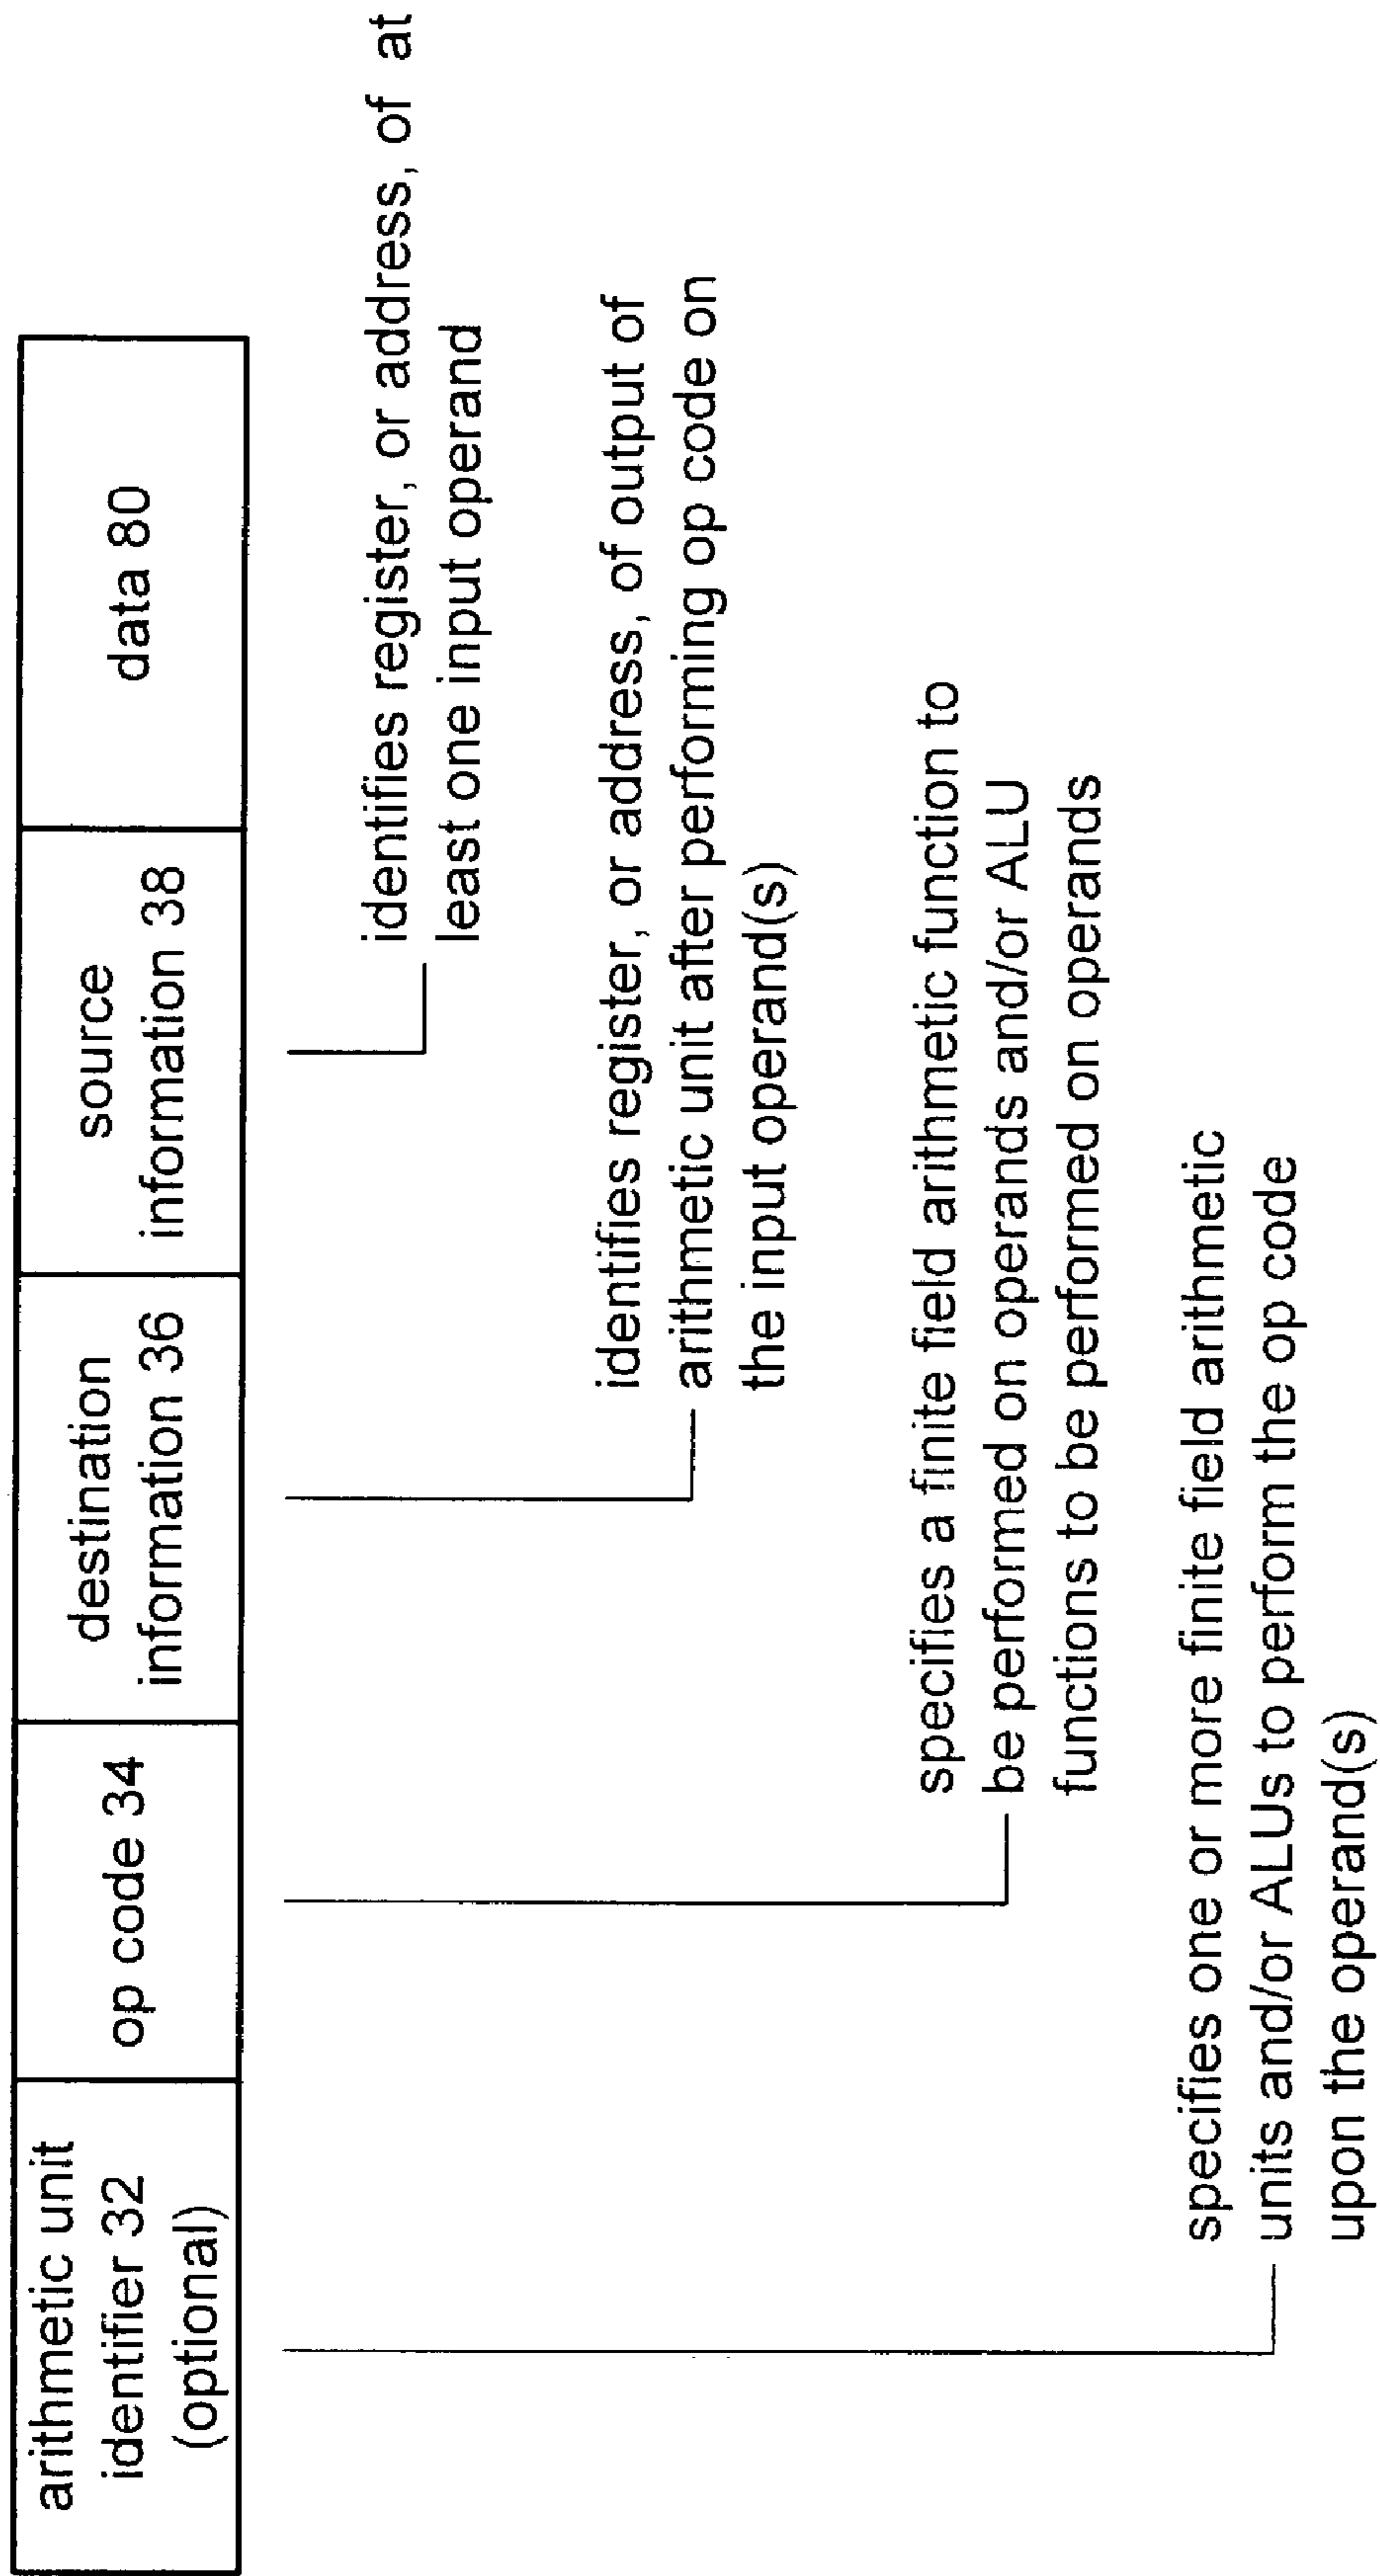 arithmetic unit
identifier 32
(optional)
op code 34
destination
information 36
source
information 38
data 80
identifies register, or address, of at
least one input operand
identifies register, or address, of output of
arithmetic unit after performing op code on
the input operand(s)
specifies a finite field arithmetic function to
be performed on operands and/or ALU
functions to be performed on operands
specifies one or more finite field arithmetic
units and/or ALUs to perform the op code
upon the operand(s)